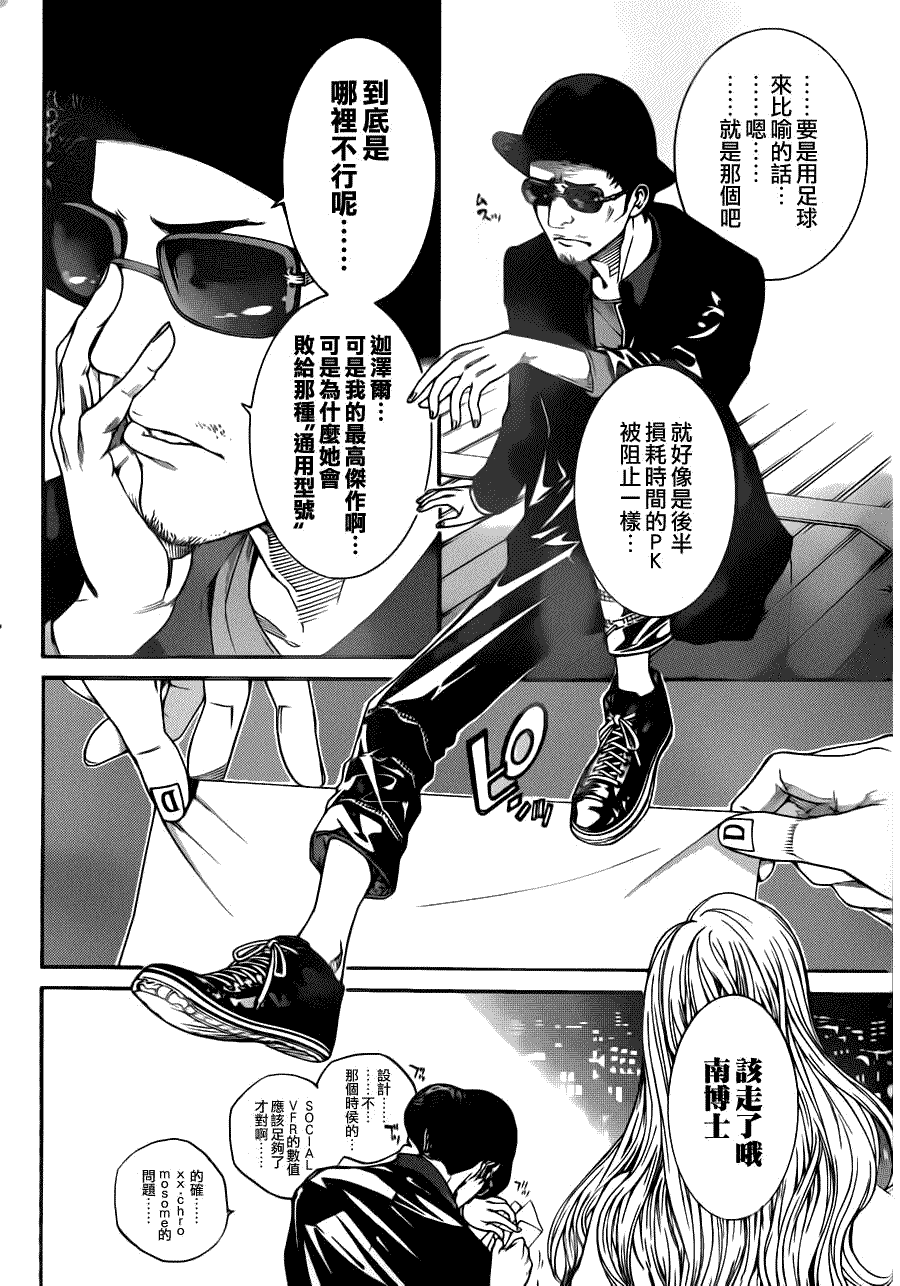 ……要是用足球
來比喻的話…
……嗯……
……就是那個吧
ムスッ
就好像是後半
損耗時間的PK
被阻止一樣…
到底是
哪裡不行呢……
迦澤爾…
可是我的最高傑作啊…
可是為什麼她會
敗給那種"通用型號"
D
D
該走了哦
南博士
設計…
……不…
那個時侯的…
SOCIAL
VFR的數值
應該足夠了
才對啊……
的確……
xx.chro
mosome的
問題……